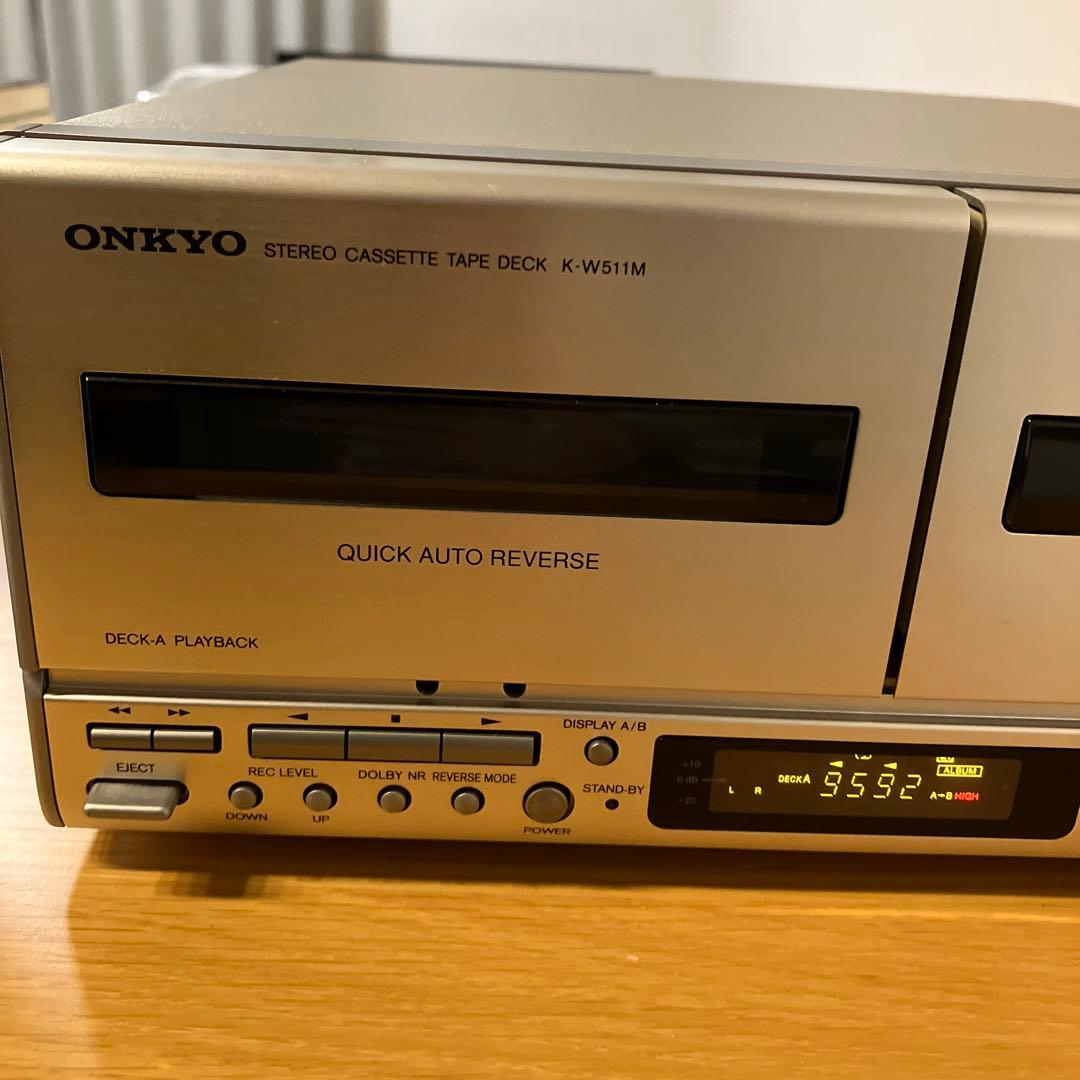 ONKYO STEREO CASSETTE TAPE DECK K-W511M
QUICK AUTO REVERSE
DECK-A PLAYBACK
DISPLAY A/B
EJECT
REC LEVEL
DOWN
UP
DOLBY NR
REVERSE MODE
POWER
STAND-BY
+10
0 dB
-20
L R
DECK A
9592
ALBUM
A-B HIGH